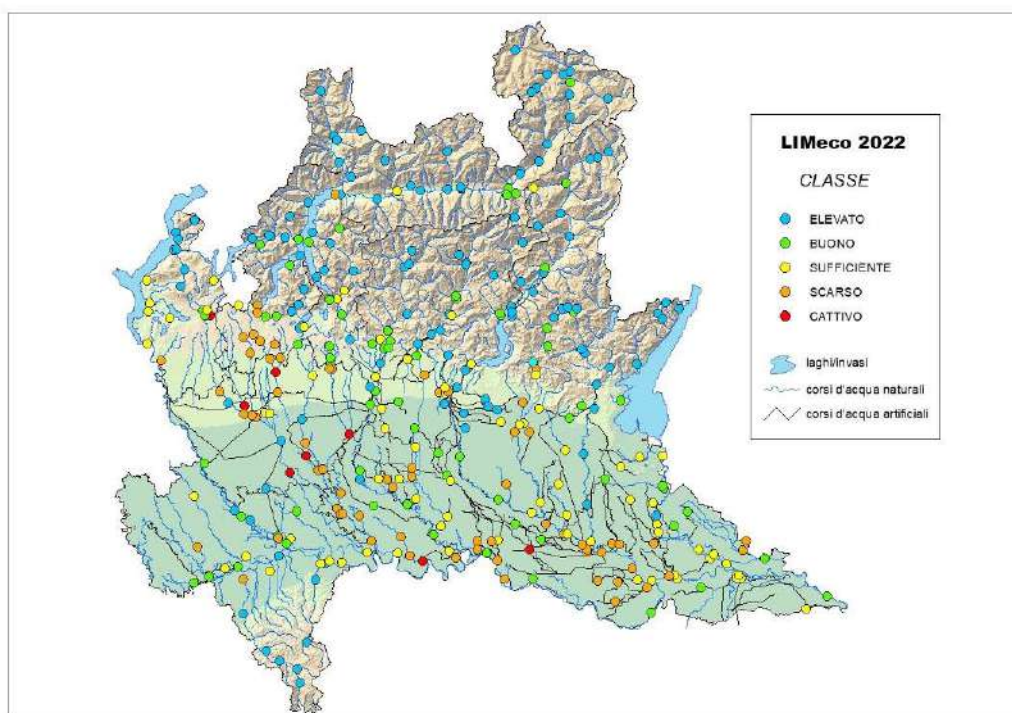 LIMeco 2022
CLASSE
ELEVATO
BUONO
SUFFICIENTE
SCARSO
CATTIVO
laghi/invasi
corsi d'acqua naturali
corsi d'acqua artificiali